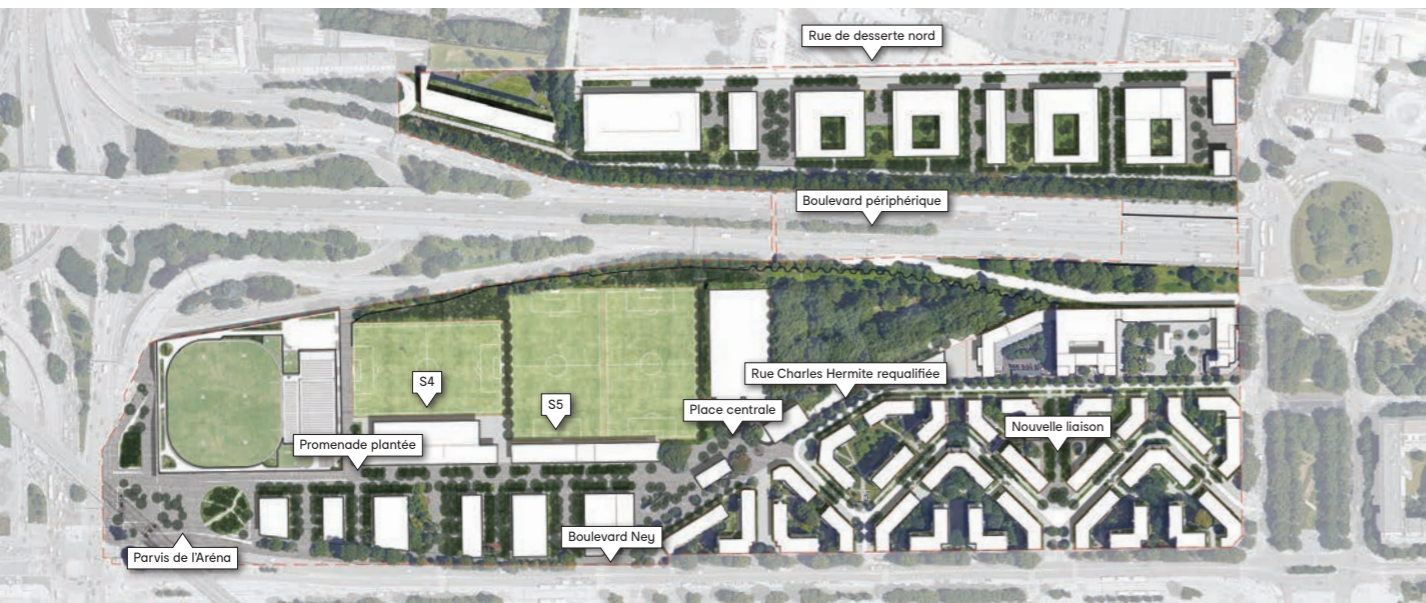 Rue de desserte nord
Boulevard périphérique
Rue Charles Hermite requalifiée
S4
S5
Place centrale
Nouvelle liaison
Promenade plantée
Boulevard Ney
Parvis de l'Aréna